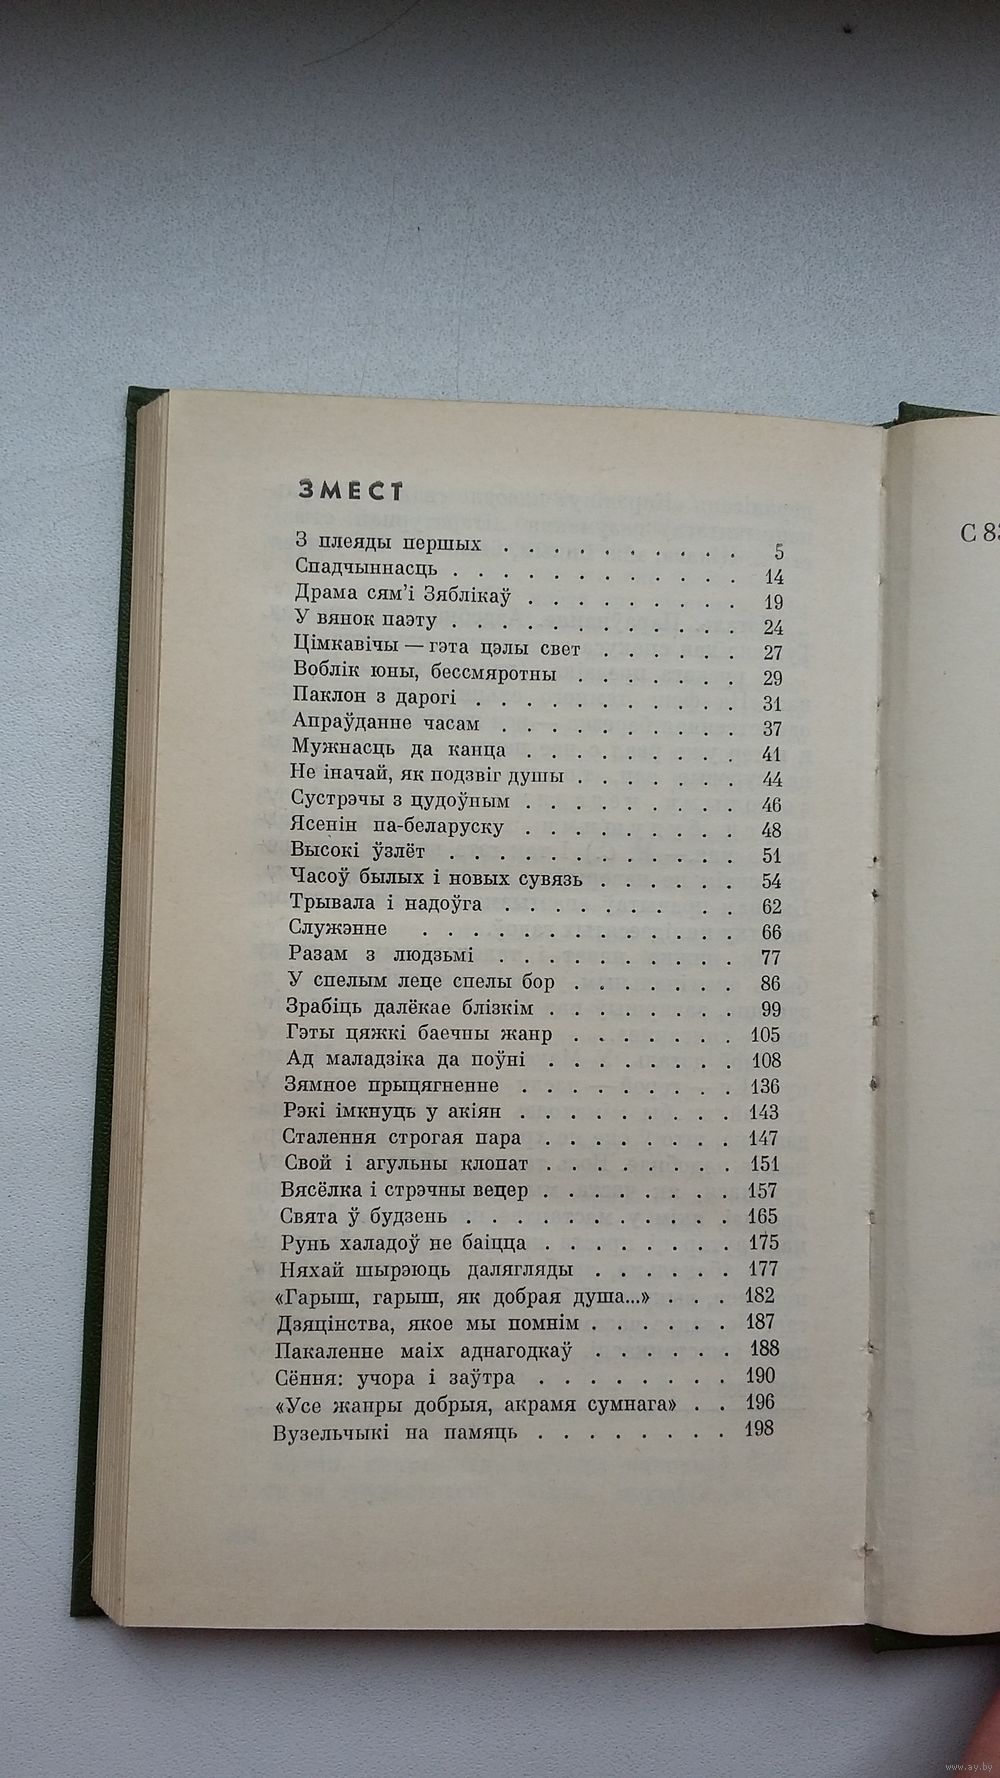 ЗМЕСТ
З плеяды першых . . . . . . . . . . 5
Спадчыннасць . . . . . . . . . . . . 14
Драма сям'і Зяблікаў . . . . . . . . . 19
У вянок паэту . . . . . . . . . . . . 24
Цімкавічы — гэта цэлы свет . . . . . . 27
Воблік юны, бессмяротны . . . . . . . 29
Паклон з дарогі . . . . . . . . . . . 31
Апраўданне часам . . . . . . . . . . 37
Мужнасць да канца . . . . . . . . . 41
Не іначай, як подзвіг душы . . . . . . . 44
Сустрэчы з цудоўным . . . . . . . . . 46
Ясенін па-беларуску . . . . . . . . . 48
Высокі ўзлёт . . . . . . . . . . . . 51
Часоў былых і новых сувязь . . . . . . 54
Трывала і надоўга . . . . . . . . . 62
Служэнне . . . . . . . . . . . . . 66
Разам з людзьмі . . . . . . . . . . 77
У спелым леце спелы бор . . . . . . . 86
Зрабіць далёкае блізкім . . . . . . . . 99
Гэты цяжкі баечны жанр . . . . . . . 105
Ад маладзіка да поўні . . . . . . . . 108
Зямное прыцягненне . . . . . . . . . 136
Рэкі імкнуць у акіян . . . . . . . . . 143
Сталення строгая пара . . . . . . . . 147
Свой і агульны клопат . . . . . . . . 151
Вясёлка і стрэчны вецер . . . . . . . . 157
Свята ў будзень . . . . . . . . . . . 165
Рунь халадоў не баіцца . . . . . . . . 175
Няхай шырэюць далягляды . . . . . . 177
«Гарыш, гарыш, як добрая душа...» . . . 182
Дзяцінства, якое мы помнім . . . . . . 187
Пакаленне маіх аднагодкаў . . . . . . 188
Сёння: учора і заўтра . . . . . . . . 190
«Усе жанры добрыя, акрамя сумнага» . . 196
Вузельчыкі на памяць . . . . . . . . 198
С 83
www.ay.by